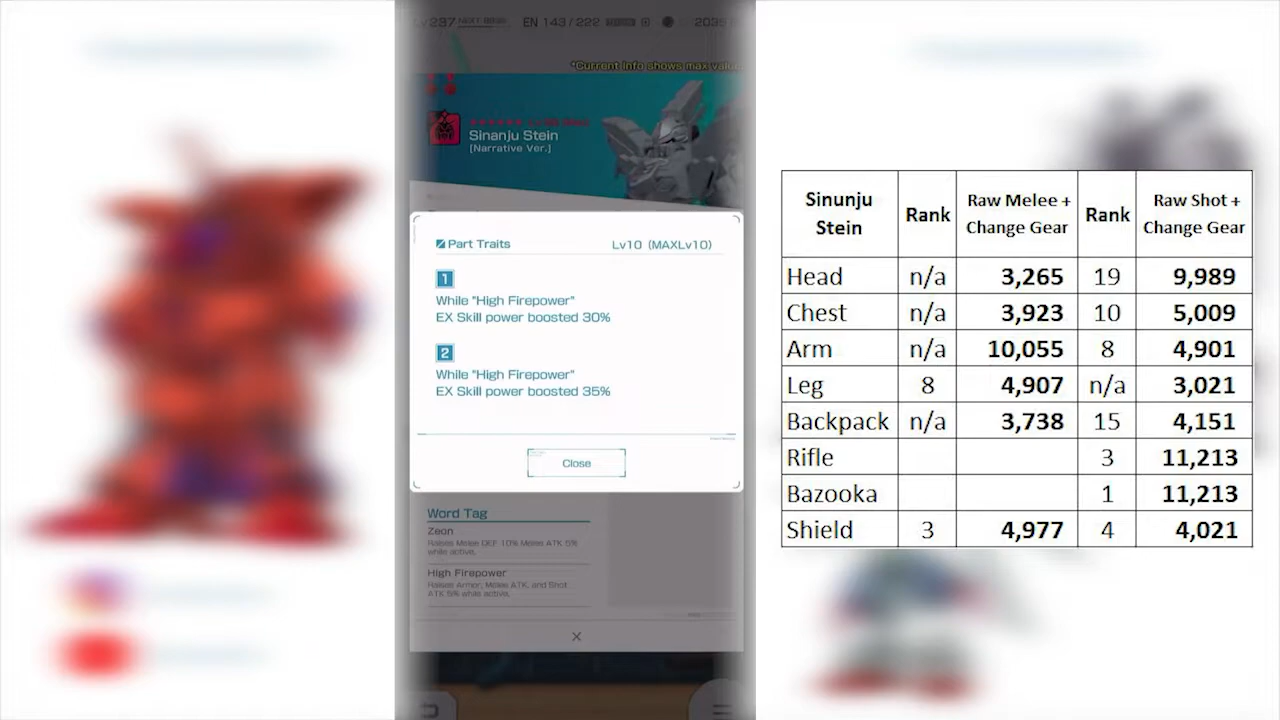 Lv 237 NEXT
EN 143 / 222
*Current info shows max value
Sinanju Stein
[Narrative Ver.]
Part Traits Lv10 (MAXLv10)
1
While "High Firepower"
EX Skill power boosted 30%
2
While "High Firepower"
EX Skill power boosted 35%
Close
Word Tag
Zeon
Raises Melee DEF 10% Melee ATK 5%
while active.
High Firepower
Raises Armor, Melee ATK, and Shot
ATK 5% while active.
Sinunju Stein Rank Raw Melee + Change Gear Rank Raw Shot + Change Gear
Head n/a 3,265 19 9,989
Chest n/a 3,923 10 5,009
Arm n/a 10,055 8 4,901
Leg 8 4,907 n/a 3,021
Backpack n/a 3,738 15 4,151
Rifle 3 11,213
Bazooka 1 11,213
Shield 3 4,977 4 4,021